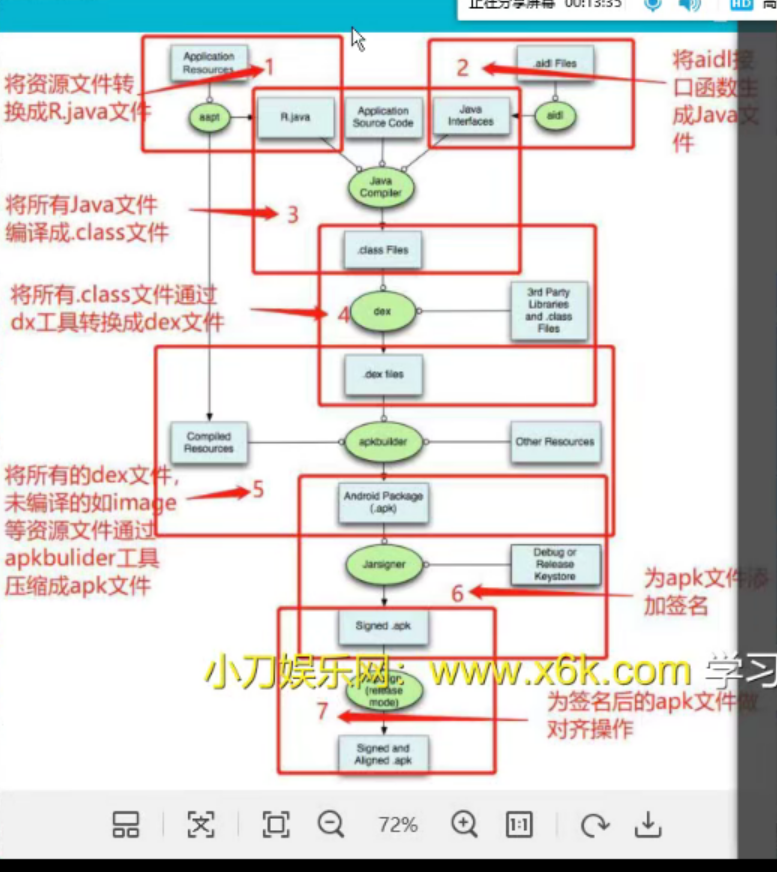 正在分享屏幕 00:13:35
HD 高
Application
Resources
1
2
.aidl Files
将资源文件转
换成R.java文件
将aidl接
口函数生
成Java文
件
aapt
R.java
Application
Source Code
Java
Interfaces
aidl
Java
Compiler
将所有Java文件
编译成.class文件
3
.class Files
将所有.class文件通过
dx工具转换成dex文件
4
dex
3rd Party
Libraries
and .class
Files
.dex files
Compiled
Resources
apkbuilder
Other Resources
将所有的dex文件,
未编译的如image
等资源文件通过
apkbulider工具
压缩成apk文件
5
Android Package
(.apk)
Jarsigner
Debug or
Release
Keystore
6
为apk文件添
加签名
Signed .apk
小刀娱乐网：www.x6k.com 学习
(release
mode)
7
为签名后的apk文件做
对齐操作
Signed and
Aligned .apk
72%
1:1